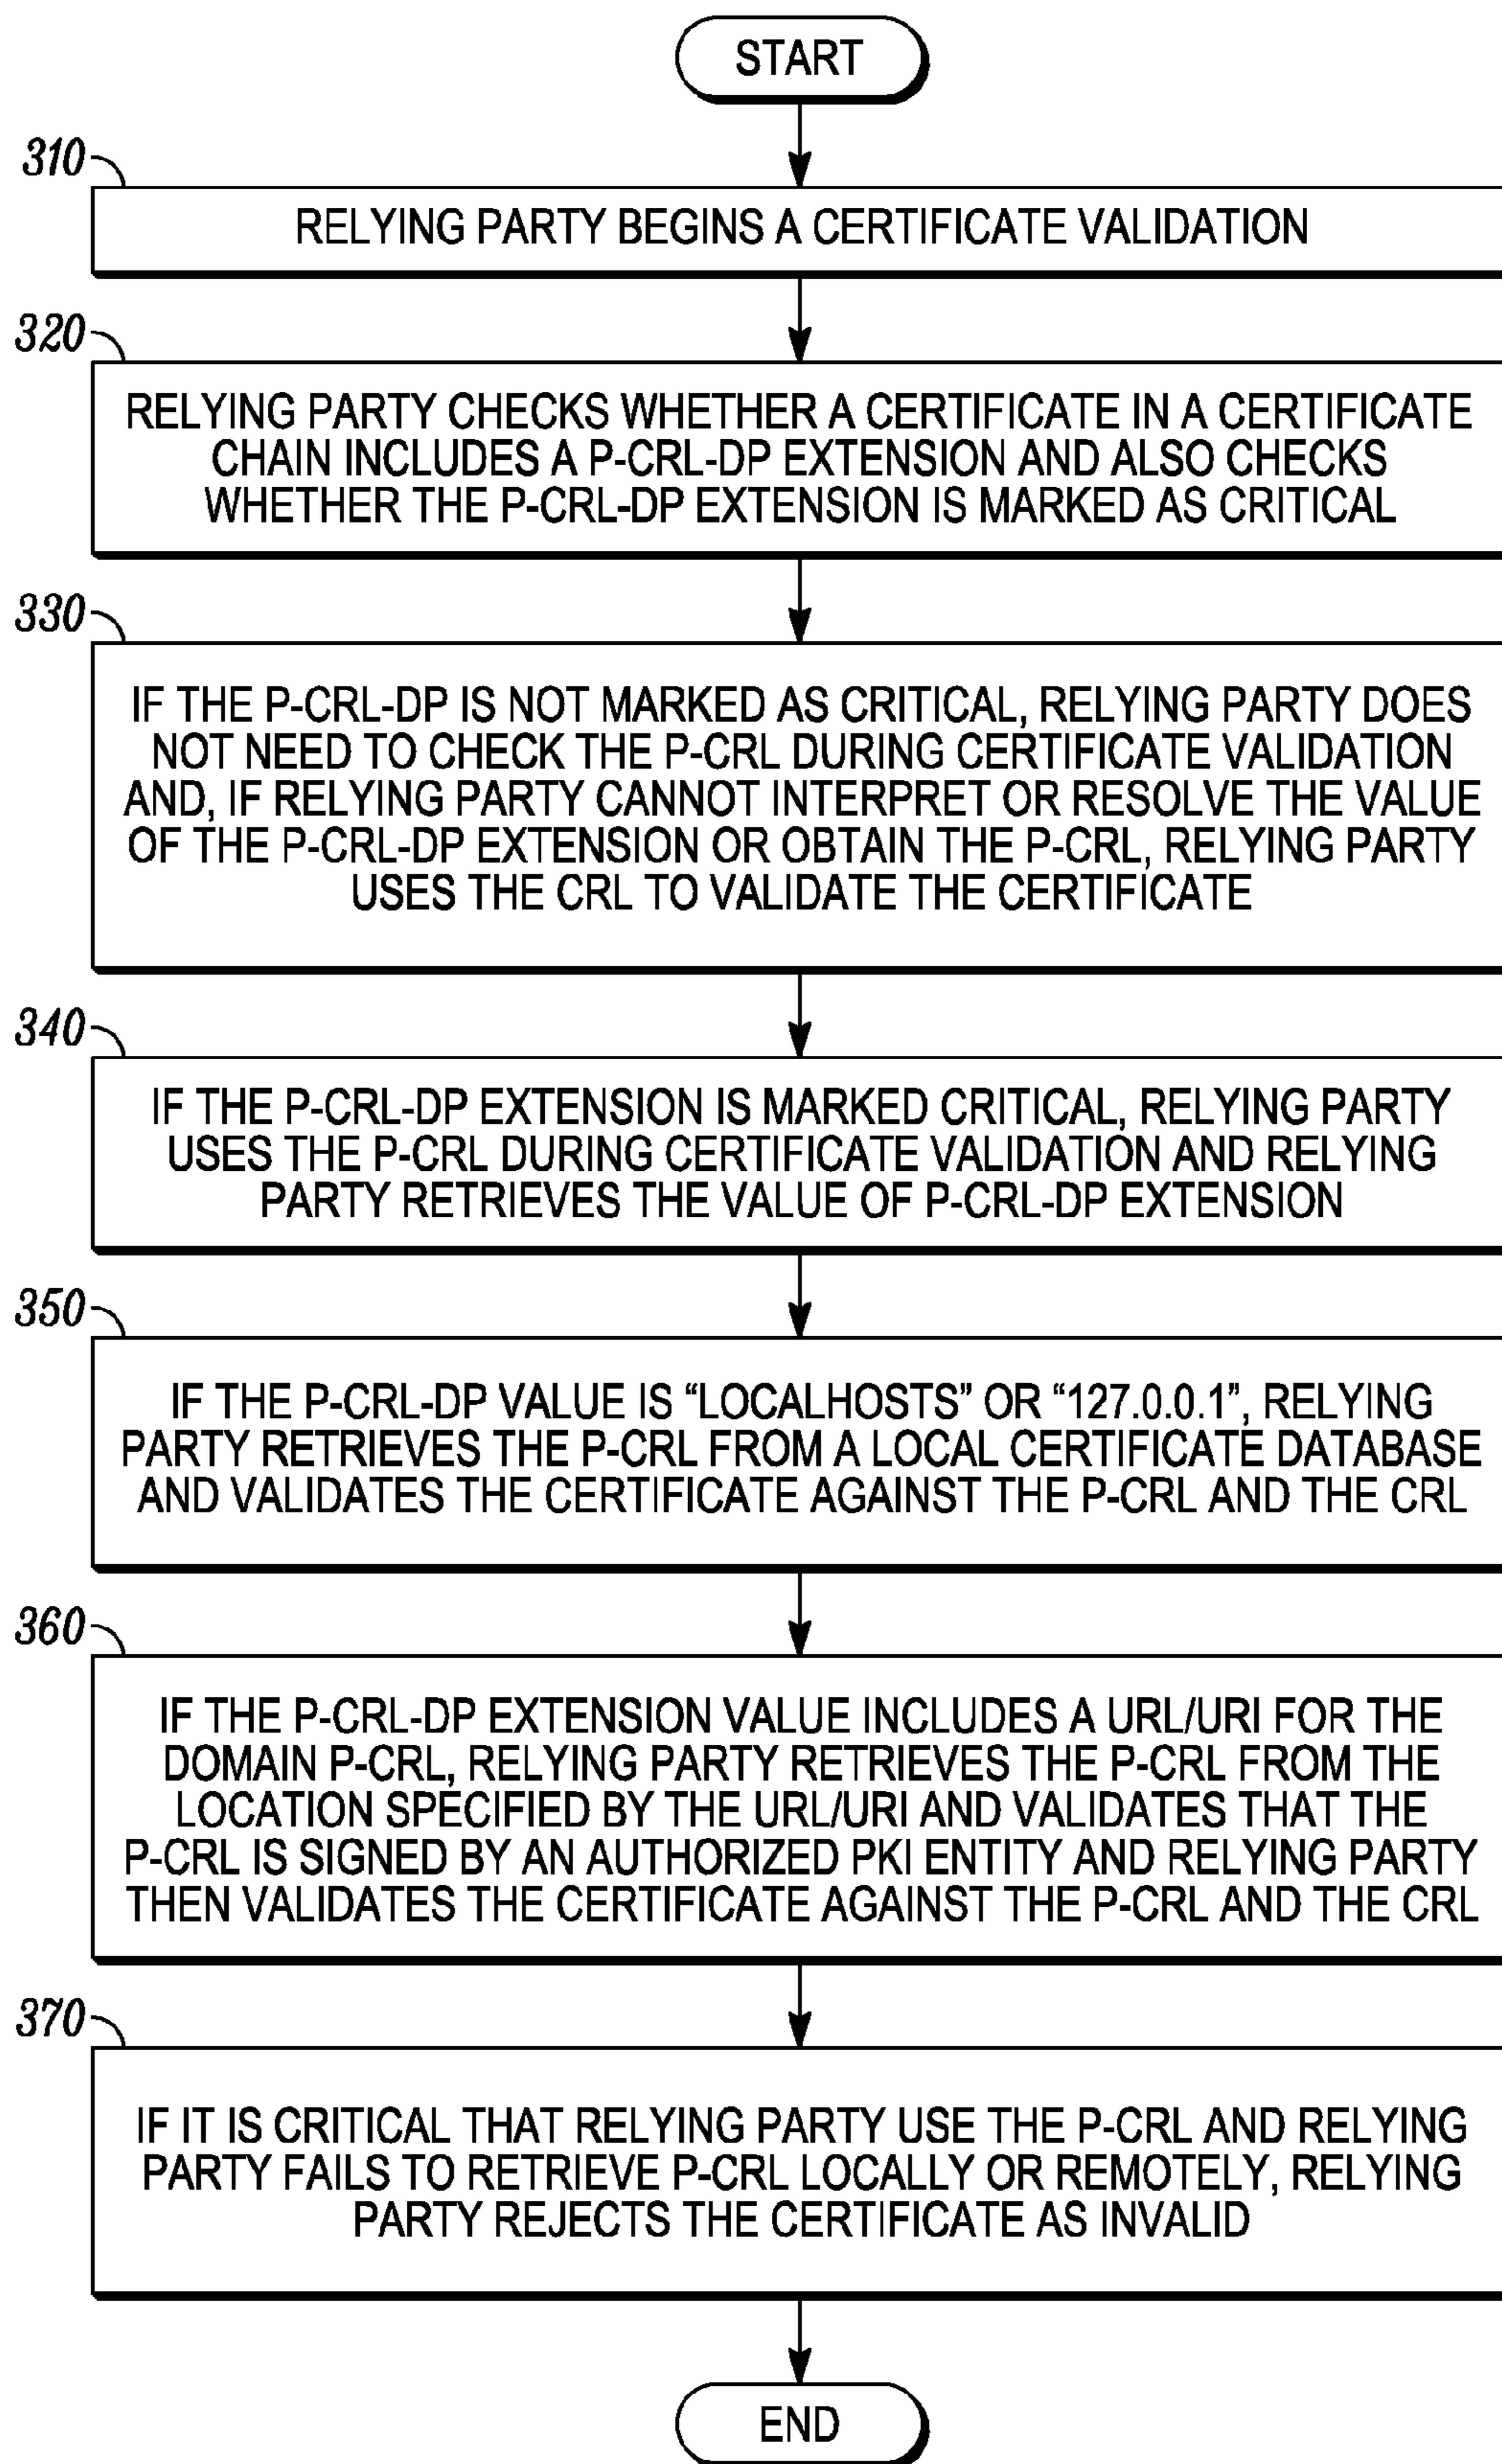 START
310
RELYING PARTY BEGINS A CERTIFICATE VALIDATION
320
RELYING PARTY CHECKS WHETHER A CERTIFICATE IN A CERTIFICATE
CHAIN INCLUDES A P-CRL-DP EXTENSION AND ALSO CHECKS
WHETHER THE P-CRL-DP EXTENSION IS MARKED AS CRITICAL
330
IF THE P-CRL-DP IS NOT MARKED AS CRITICAL, RELYING PARTY DOES
NOT NEED TO CHECK THE P-CRL DURING CERTIFICATE VALIDATION
AND, IF RELYING PARTY CANNOT INTERPRET OR RESOLVE THE VALUE
OF THE P-CRL-DP EXTENSION OR OBTAIN THE P-CRL, RELYING PARTY
USES THE CRL TO VALIDATE THE CERTIFICATE
340
IF THE P-CRL-DP EXTENSION IS MARKED CRITICAL, RELYING PARTY
USES THE P-CRL DURING CERTIFICATE VALIDATION AND RELYING
PARTY RETRIEVES THE VALUE OF P-CRL-DP EXTENSION
350
IF THE P-CRL-DP VALUE IS “LOCALHOSTS” OR “127.0.0.1”, RELYING
PARTY RETRIEVES THE P-CRL FROM A LOCAL CERTIFICATE DATABASE
AND VALIDATES THE CERTIFICATE AGAINST THE P-CRL AND THE CRL
360
IF THE P-CRL-DP EXTENSION VALUE INCLUDES A URL/URI FOR THE
DOMAIN P-CRL, RELYING PARTY RETRIEVES THE P-CRL FROM THE
LOCATION SPECIFIED BY THE URL/URI AND VALIDATES THAT THE
P-CRL IS SIGNED BY AN AUTHORIZED PKI ENTITY AND RELYING PARTY
THEN VALIDATES THE CERTIFICATE AGAINST THE P-CRL AND THE CRL
370
IF IT IS CRITICAL THAT RELYING PARTY USE THE P-CRL AND RELYING
PARTY FAILS TO RETRIEVE P-CRL LOCALLY OR REMOTELY, RELYING
PARTY REJECTS THE CERTIFICATE AS INVALID
END